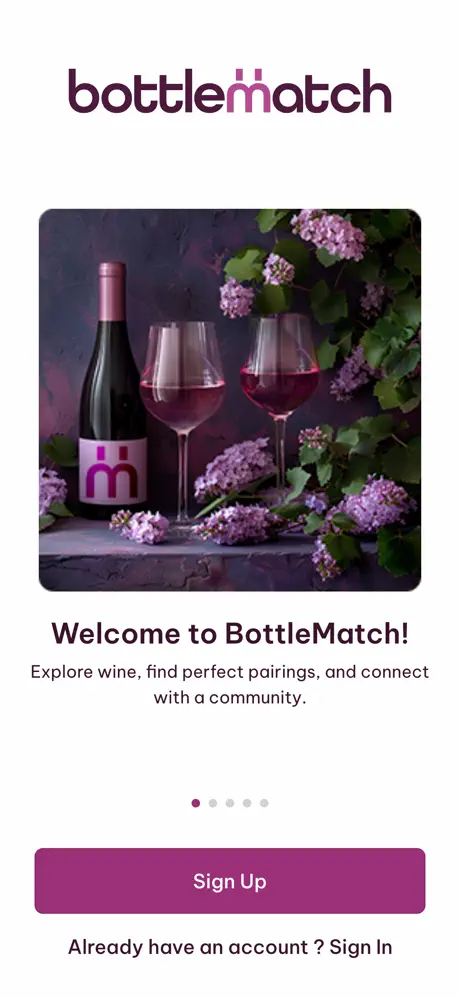 bottlematch
m
Welcome to BottleMatch!
Explore wine, find perfect pairings, and connect
with a community.
Sign Up
Already have an account ? Sign In